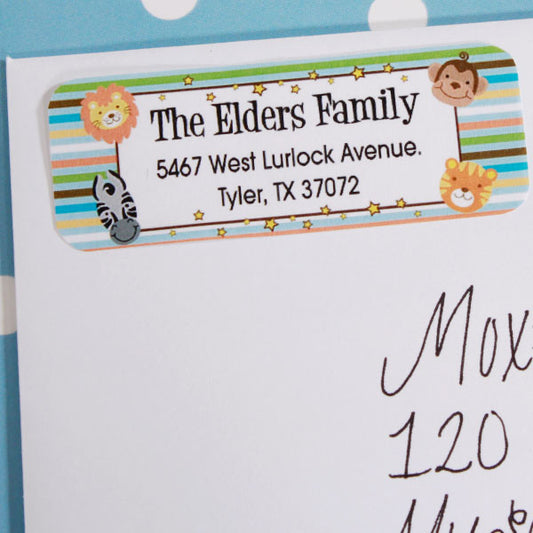 The Elders Family
5467 West Lurlock Avenue.
Tyler, TX 37072
120